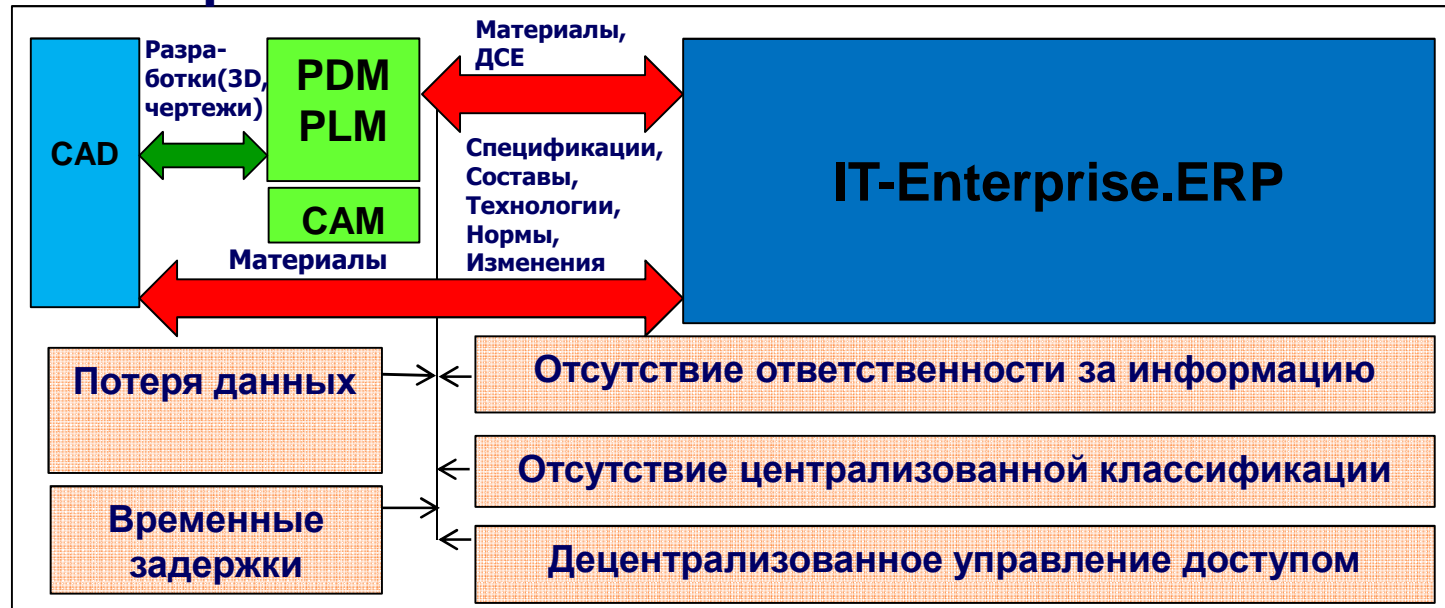 CAD
Разра-
ботки(3D,
чертежи)
PDM
PLM
CAM
Материалы
Материалы,
ДСЕ
Спецификации,
Составы,
Технологии,
Нормы,
Изменения
IT-Enterprise.ERP
Потеря данных
Временные
задержки
Отсутствие ответственности за информацию
Отсутствие централизованной классификации
Децентрализованное управление доступом